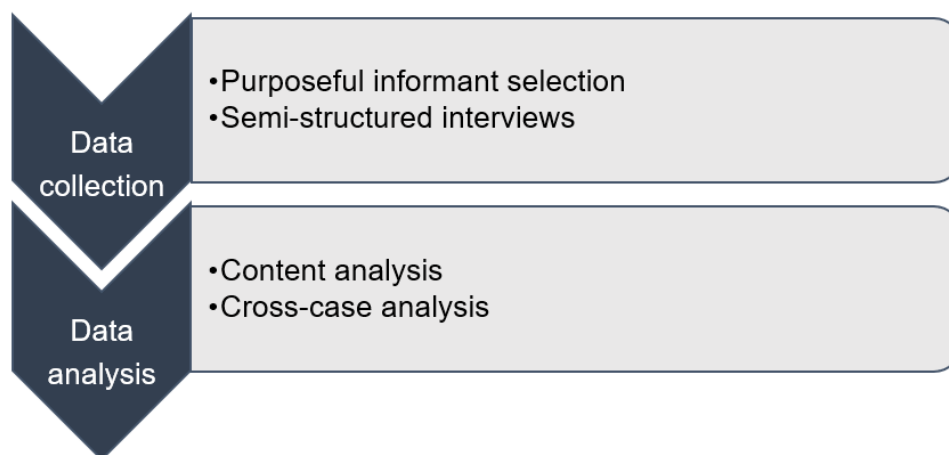 Data
collection
•Purposeful informant selection
•Semi-structured interviews
Data
analysis
•Content analysis
•Cross-case analysis